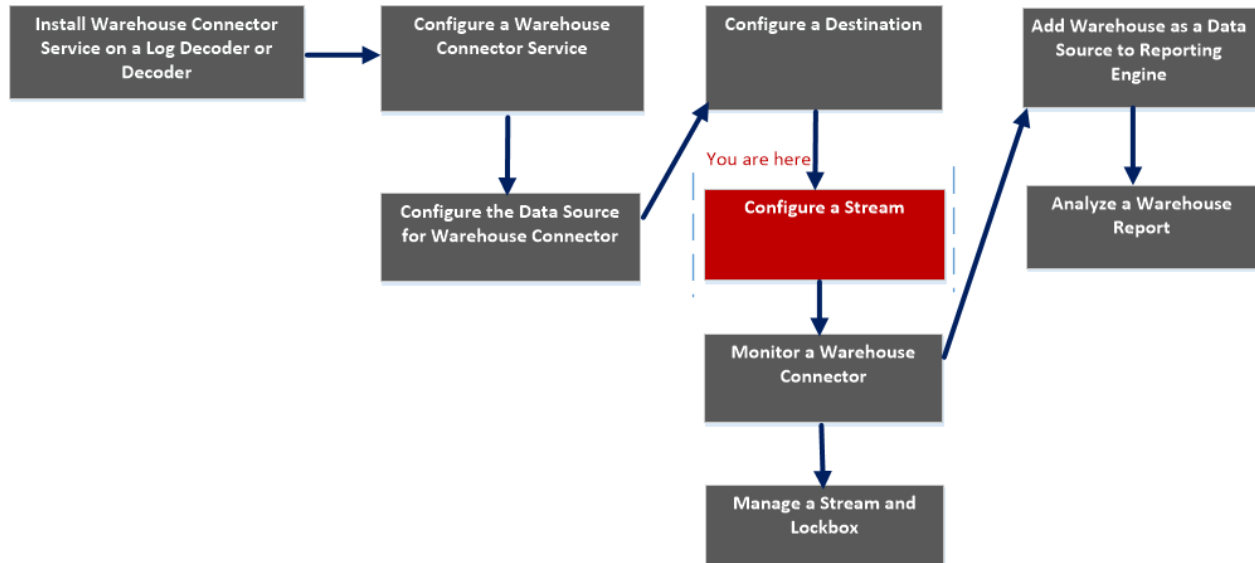 Install Warehouse Connector
Service on a Log Decoder or
Decoder
Configure a Warehouse
Connector Service
Configure the Data Source
for Warehouse Connector
Configure a Destination
You are here
Configure a Stream
Monitor a Warehouse
Connector
Manage a Stream and
Lockbox
Add Warehouse as a Data
Source to Reporting
Engine
Analyze a Warehouse
Report